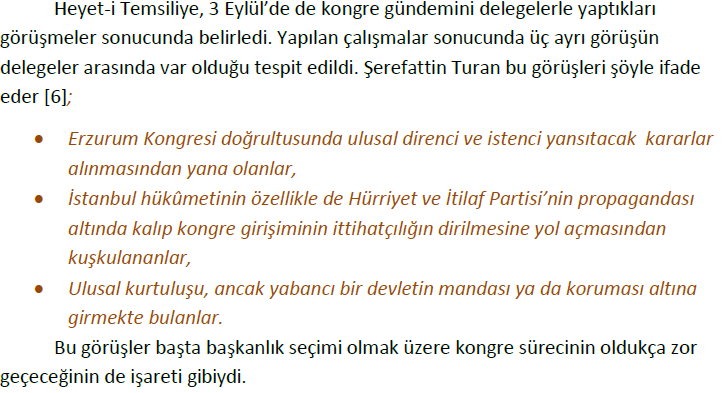 Heyet-i Temsiliye, 3 Eylül’de de kongre gündemini delegelerle yaptıkları
görüşmeler sonucunda belirledi. Yapılan çalışmalar sonucunda üç ayrı görüşün
delegeler arasında var olduğu tespit edildi. Şerefattin Turan bu görüşleri şöyle ifade
eder [6];
• Erzurum Kongresi doğrultusunda ulusal direnci ve istenci yansıtacak kararlar
alınmasından yana olanlar,
• İstanbul hükûmetinin özellikle de Hürriyet ve İtilaf Partisi’nin propagandası
altında kalıp kongre girişiminin ittihatçılığın dirilmesine yol açmasından
kuşkulananlar,
• Ulusal kurtuluşu, ancak yabancı bir devletin mandası ya da koruması altına
girmekte bulanlar.
Bu görüşler başta başkanlık seçimi olmak üzere kongre sürecinin oldukça zor
geçeceğinin de işareti gibiydi.